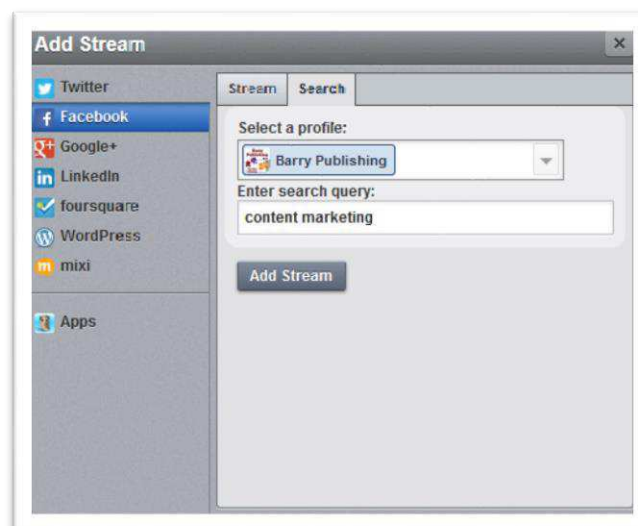 Add Stream
Twitter
Facebook
Google+
LinkedIn
foursquare
WordPress
mixi
Apps
Stream Search
Select a profile:
Barry Publishing
Enter search query:
content marketing
Add Stream